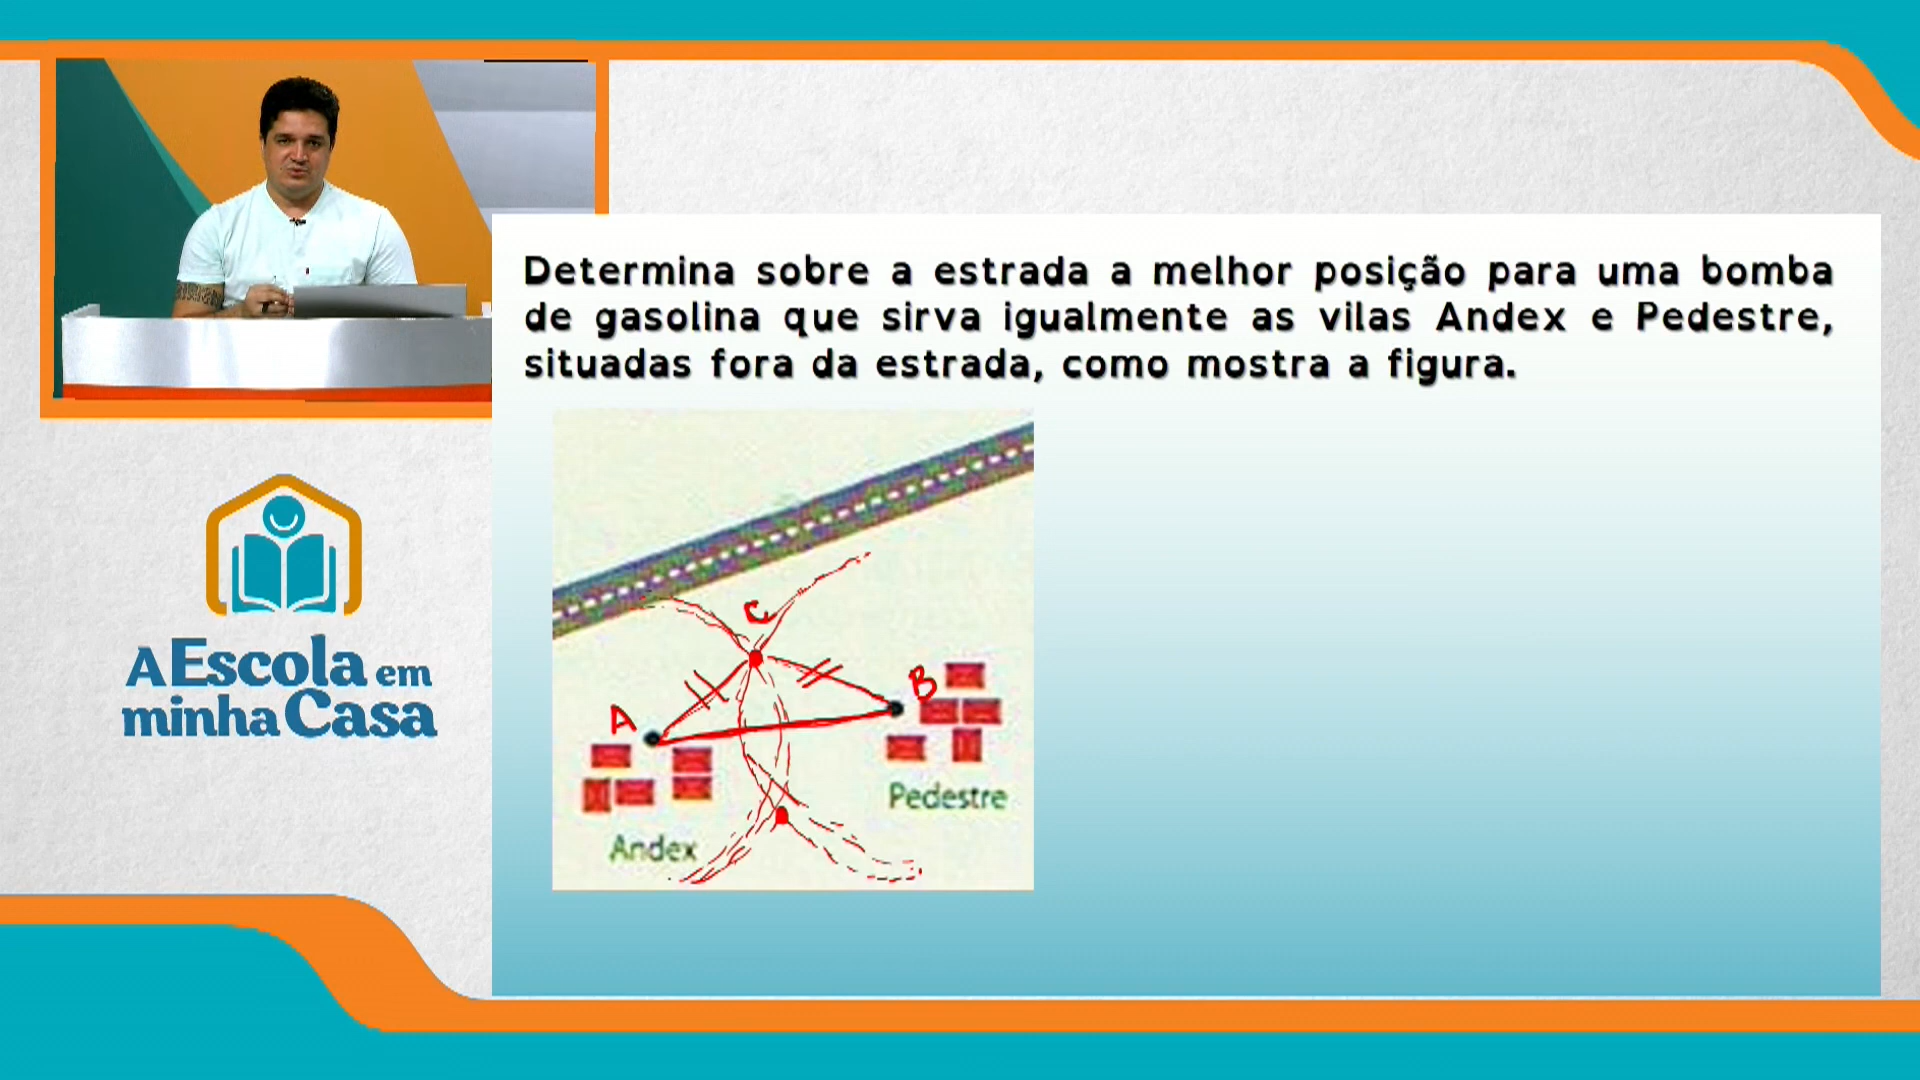 Determina sobre a estrada a melhor posição para uma bomba
de gasolina que sirva igualmente as vilas Andex e Pedestre,
situadas fora da estrada, como mostra a figura.
C
B
A
Pedestre
Andex
A Escola em
minha Casa